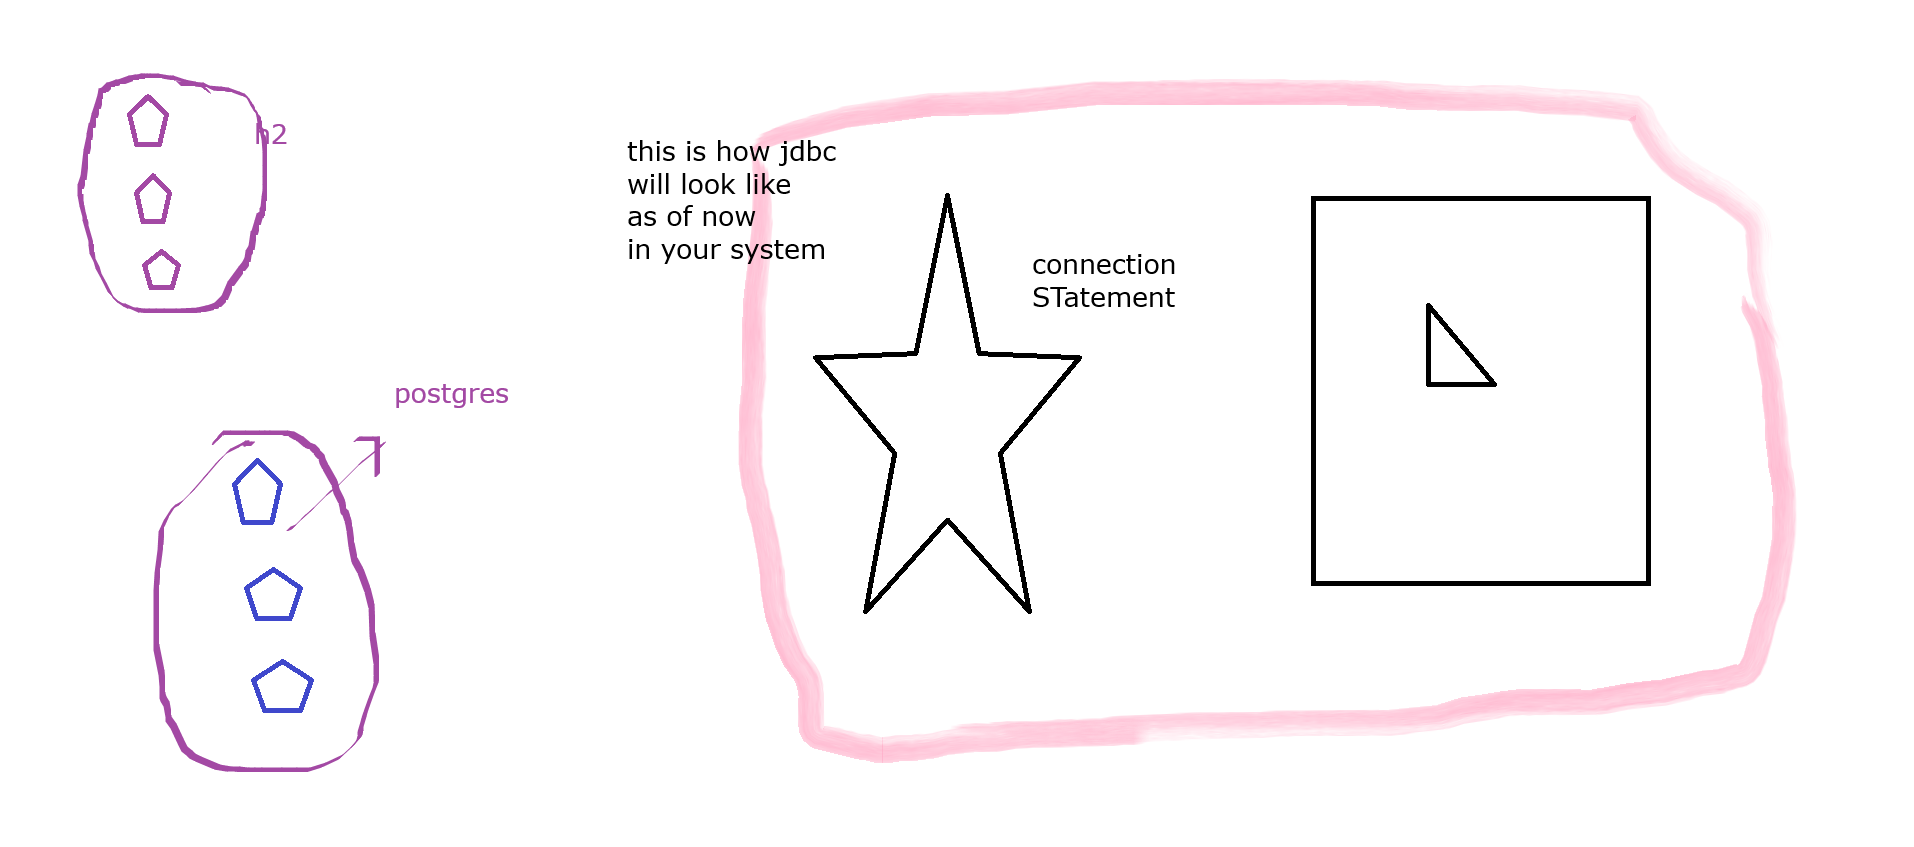 h2
this is how jdbc
will look like
as of now
in your system
connection
STatement
postgres